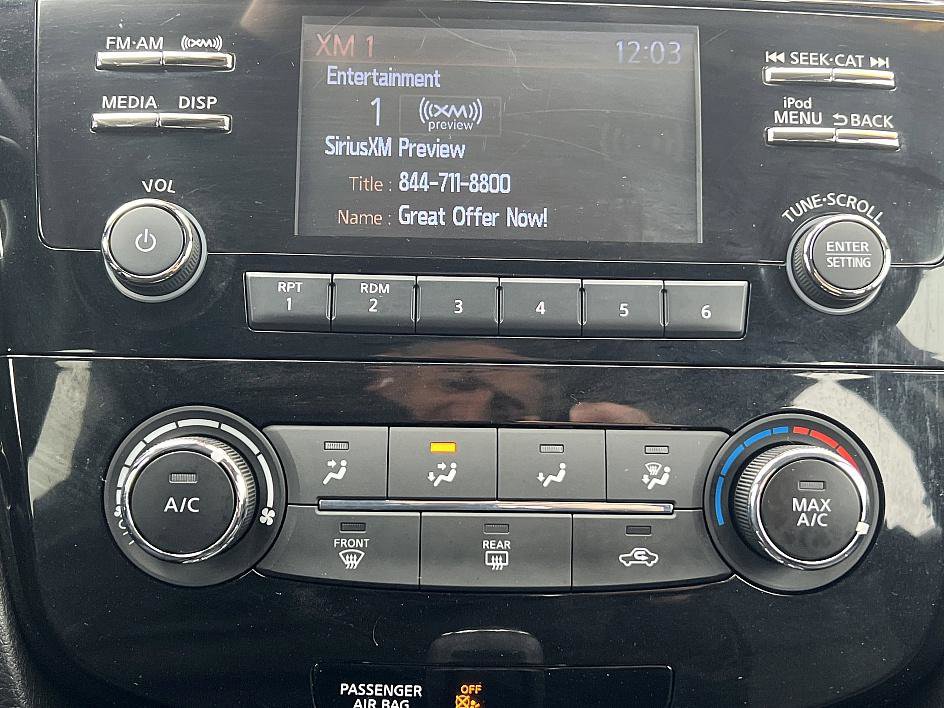 FM·AM ((XM))
MEDIA DISP
VOL
XM 1 12:03
Entertainment
1 ((XM))
preview
SiriusXM Preview
Title : 844-711-8800
Name : Great Offer Now!
SEEK·CAT
iPod
MENU BACK
TUNE·SCROLL
ENTER
SETTING
RPT
1
RDM
2
3
4
5
6
A/C
MAX
A/C
FRONT
REAR
PASSENGER
AIR BAG
OFF